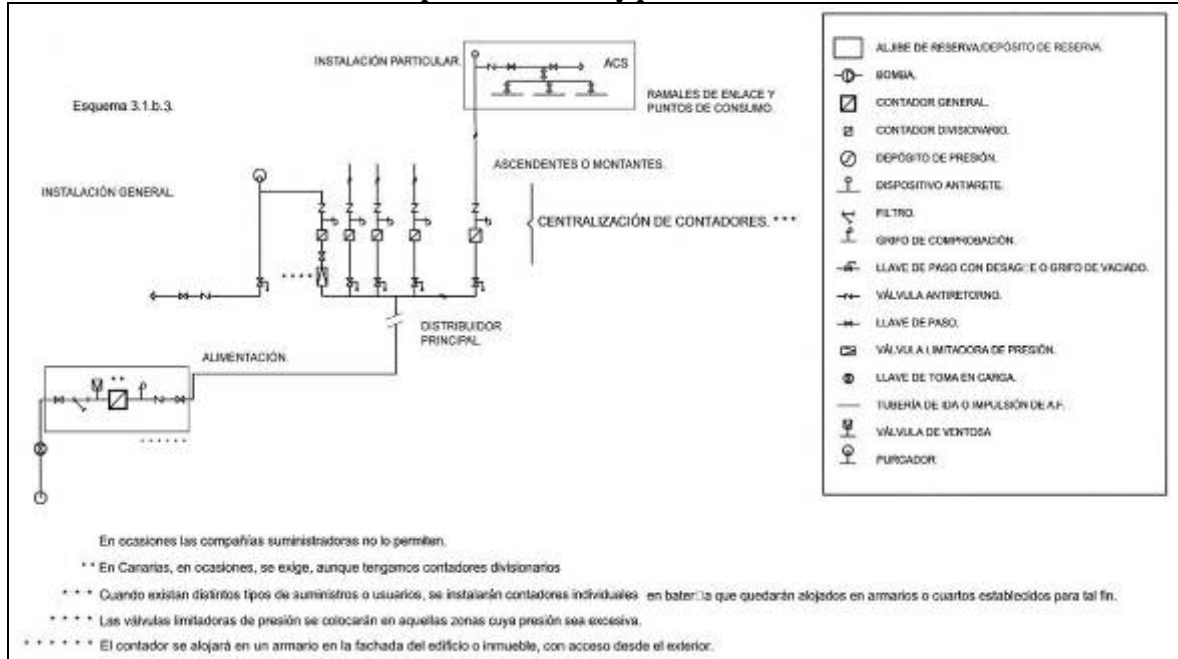 Esquema 3.1.b.3.
INSTALACIÓN PARTICULAR.
ACS
RAMALES DE ENLACE Y
PUNTOS DE CONSUMO.
ASCENDENTES O MONTANTES.
INSTALACIÓN GENERAL.
CENTRALIZACIÓN DE CONTADORES. * * *
* * * *
DISTRIBUIDOR
PRINCIPAL
ALIMENTACIÓN.
* *
* * * * * *
ALJIBE DE RESERVA/DEPÓSITO DE RESERVA.
BOMBA.
CONTADOR GENERAL.
CONTADOR DIVISIONARIO.
DEPÓSITO DE PRESIÓN.
DISPOSITIVO ANTIARETE.
FILTRO.
GRIFO DE COMPROBACIÓN.
LLAVE DE PASO CON DESAG□E O GRIFO DE VACIADO.
VÁLVULA ANTIRETORNO.
LLAVE DE PASO.
VÁLVULA LIMITADORA DE PRESIÓN.
LLAVE DE TOMA EN CARGA.
TUBERÍA DE IDA O IMPULSIÓN DE A.F.
VÁLVULA DE VENTOSA
PURGADOR
En ocasiones las compañías suministradoras no lo permiten.
* * En Canarias, en ocasiones, se exige, aunque tengamos contadores divisionarios
* * * Cuando existan distintos tipos de suministros o usuarios, se instalarán contadores individuales en bater□a que quedarán alojados en armarios o cuartos establecidos para tal fin.
* * * * Las válvulas limitadoras de presión se colocarán en aquellas zonas cuya presión sea excesiva.
* * * * * * El contador se alojará en un armario en la fachada del edificio o inmueble, con acceso desde el exterior.